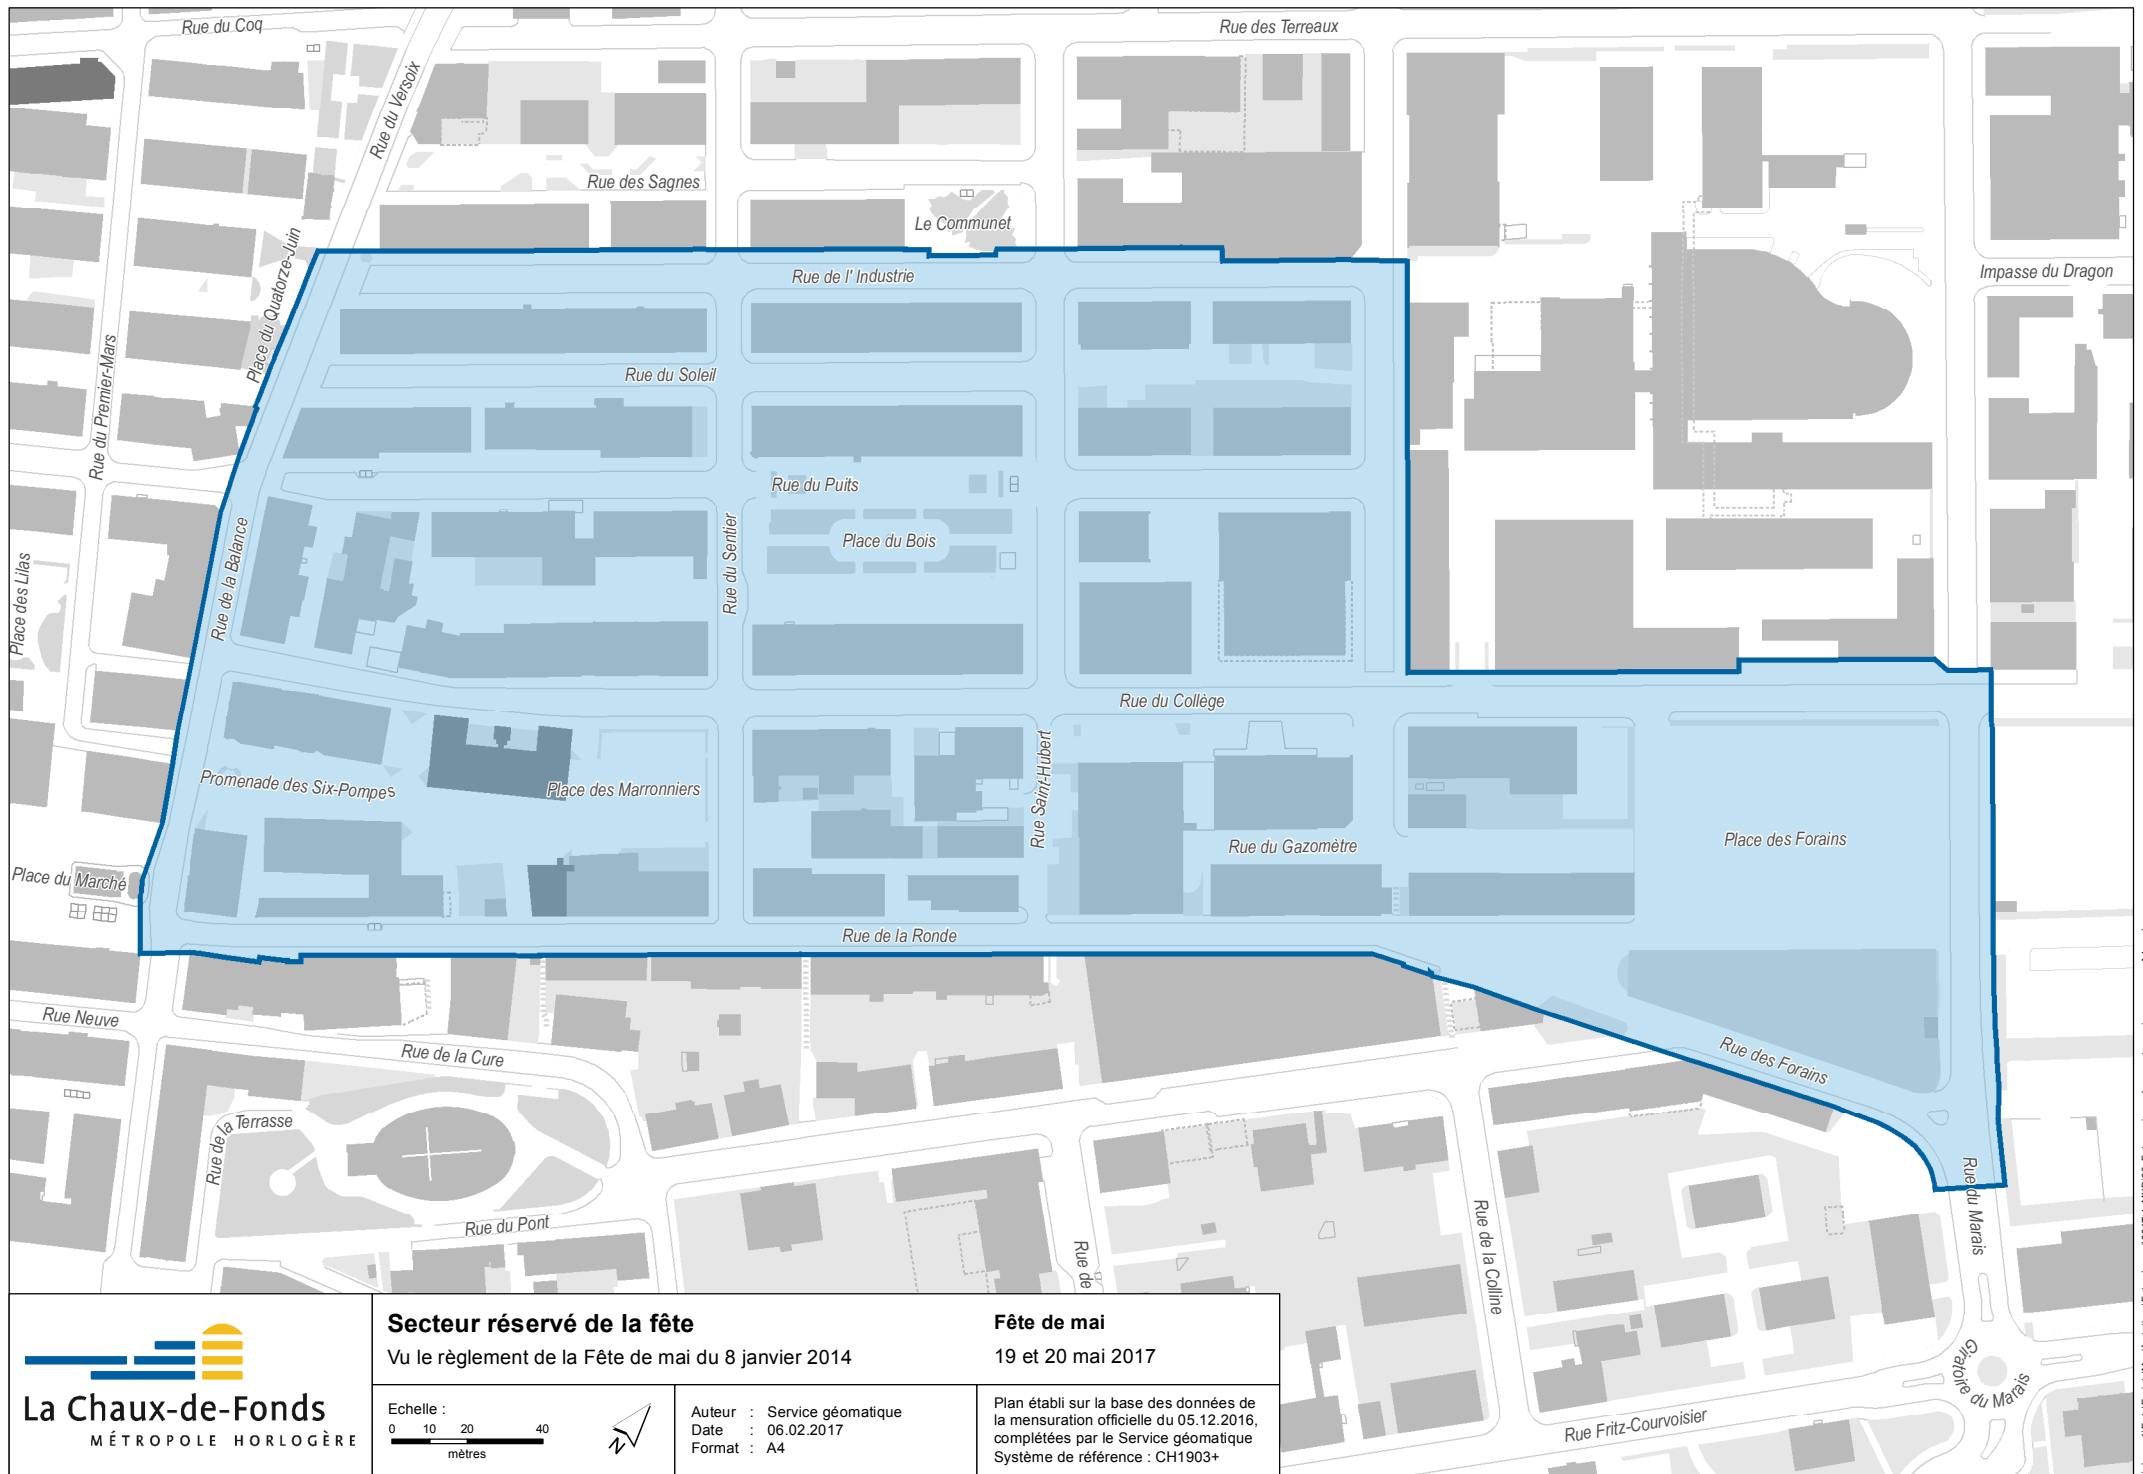 Rue du Coq
Rue des Terreaux
Rue du Versoix
Rue des Sagnes
Le Communet
Place du Quatorze-Juin
Rue de l' Industrie
Impasse du Dragon
Rue du Premier-Mars
Rue du Soleil
Rue du Puits
Place du Bois
Rue du Sentier
Rue de la Balance
Place des Lilas
Rue du Collège
Promenade des Six-Pompes
Place des Marronniers
Rue Saint-Hubert
Rue du Gazomètre
Place des Forains
Place du Marché
Rue de la Ronde
Rue Neuve
Rue de la Cure
Rue des Forains
Rue de la Terrasse
Rue du Pont
Rue de
Rue de la Colline
Rue du Marais
Giratoire du Marais
Rue Fritz-Courvoisier
La Chaux-de-Fonds
MÉTROPOLE HORLOGÈRE
Secteur réservé de la fête
Vu le règlement de la Fête de mai du 8 janvier 2014
Fête de mai
19 et 20 mai 2017
Echelle :
0 10 20 40
mètres
N
Auteur : Service géomatique
Date : 06.02.2017
Format : A4
Plan établi sur la base des données de
la mensuration officielle du 05.12.2016,
complétées par le Service géomatique
Système de référence : CH1903+